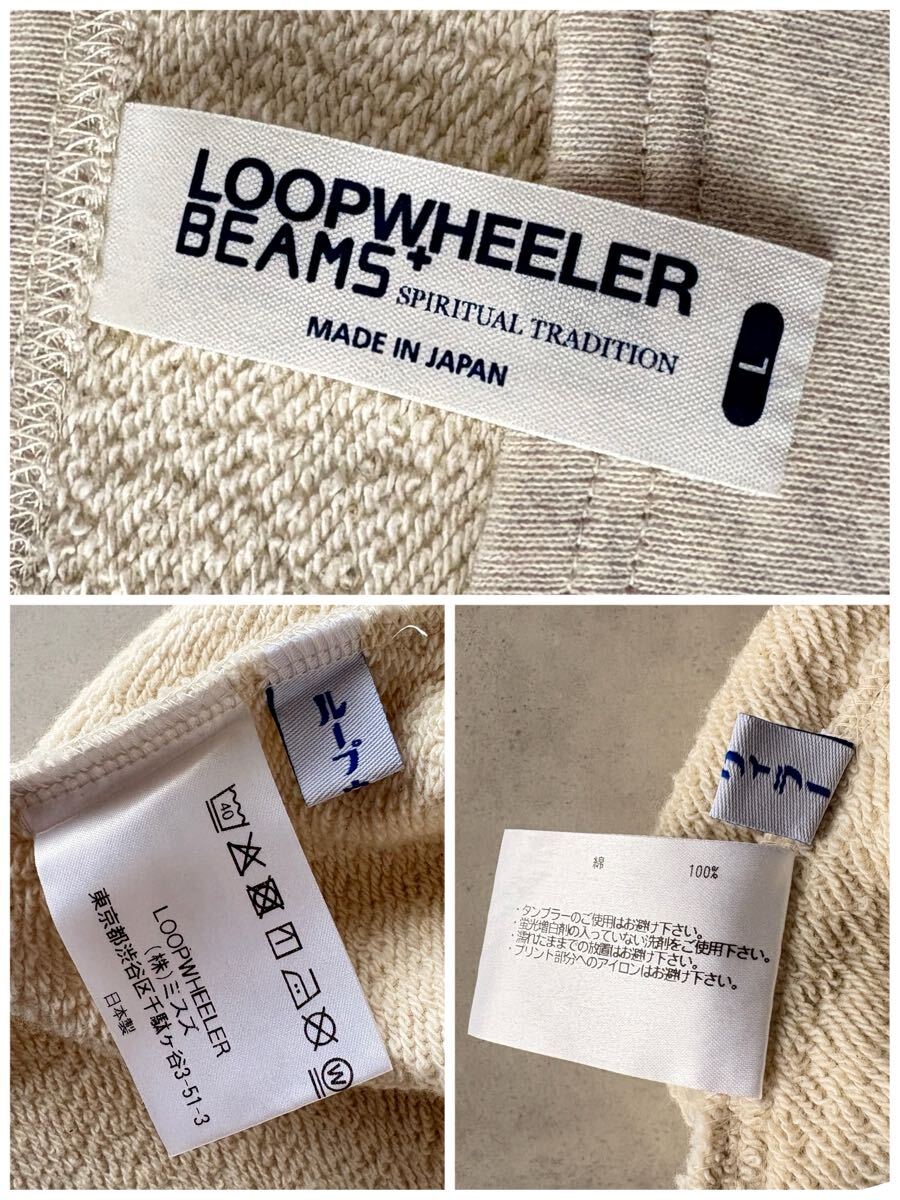 LOOPWHEELER
BEAMS+
SPIRITUAL TRADITION
MADE IN JAPAN
L
ループ
40
W
LOOPWHEELER
(株)ミスズ
東京都渋谷区千駄ヶ谷3-51-3
日本製
ウィラー
綿 100%
・タンブラーのご使用はお避け下さい。
・蛍光増白剤の入っていない洗剤をご使用下さい。
・濡れたままでの放置はお避け下さい。
・プリント部分へのアイロンはお避け下さい。